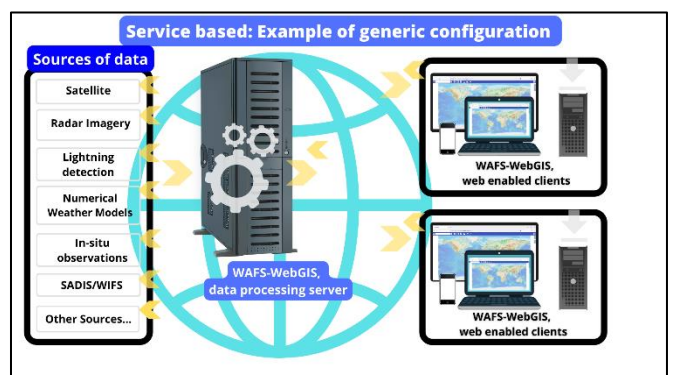 Service based: Example of generic configuration
Sources of data
Satellite
Radar Imagery
Lightning
detection
Numerical
Weather Models
In-situ
observations
SADIS/WIFS
Other Sources...
WAFS-WebGIS,
data processing server
WAFS-WebGIS,
web enabled clients
WAFS-WebGIS,
web enabled clients